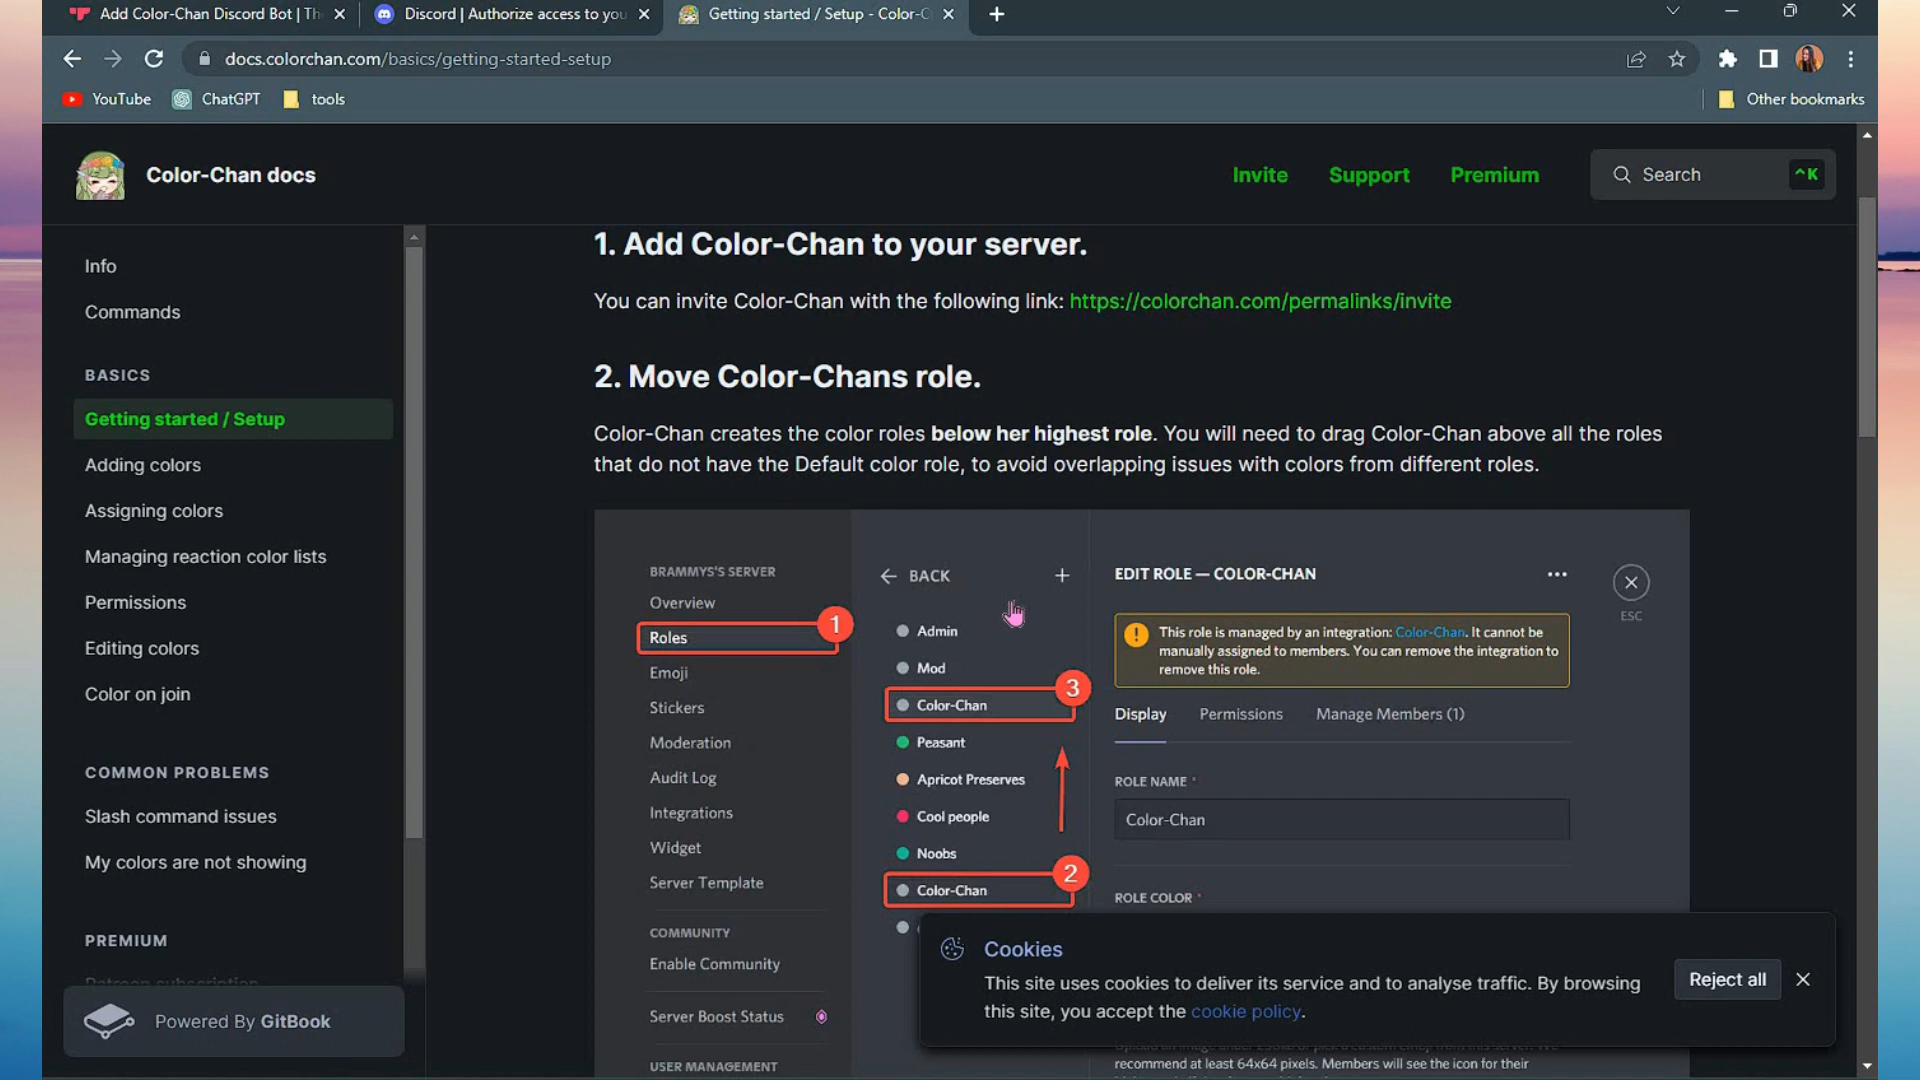 Add Color-Chan Discord Bot | Th
Discord | Authorize access to you
Getting started / Setup - Color-C
docs.colorchan.com/basics/getting-started-setup
YouTube
ChatGPT
tools
Other bookmarks
Color-Chan docs
Invite
Support
Premium
Search
^K
Info
Commands
BASICS
Getting started / Setup
Adding colors
Assigning colors
Managing reaction color lists
Permissions
Editing colors
Color on join
COMMON PROBLEMS
Slash command issues
My colors are not showing
PREMIUM
Patreon subscription
Powered By GitBook
1. Add Color-Chan to your server.
You can invite Color-Chan with the following link: https://colorchan.com/permalinks/invite
2. Move Color-Chans role.
Color-Chan creates the color roles below her highest role. You will need to drag Color-Chan above all the roles
that do not have the Default color role, to avoid overlapping issues with colors from different roles.
BRAMMYS'S SERVER
Overview
Roles
1
Emoji
Stickers
Moderation
Audit Log
Integrations
Widget
Server Template
COMMUNITY
Enable Community
Server Boost Status
USER MANAGEMENT
BACK
Admin
Mod
Color-Chan
3
Peasant
Apricot Preserves
Cool people
Noobs
Color-Chan
2
EDIT ROLE — COLOR-CHAN
ESC
This role is managed by an integration: Color-Chan. It cannot be
manually assigned to members. You can remove the integration to
remove this role.
Display
Permissions
Manage Members (1)
ROLE NAME *
Color-Chan
ROLE COLOR *
Cookies
This site uses cookies to deliver its service and to analyse traffic. By browsing
this site, you accept the cookie policy.
Reject all
recommend at least 64x64 pixels. Members will see the icon for their